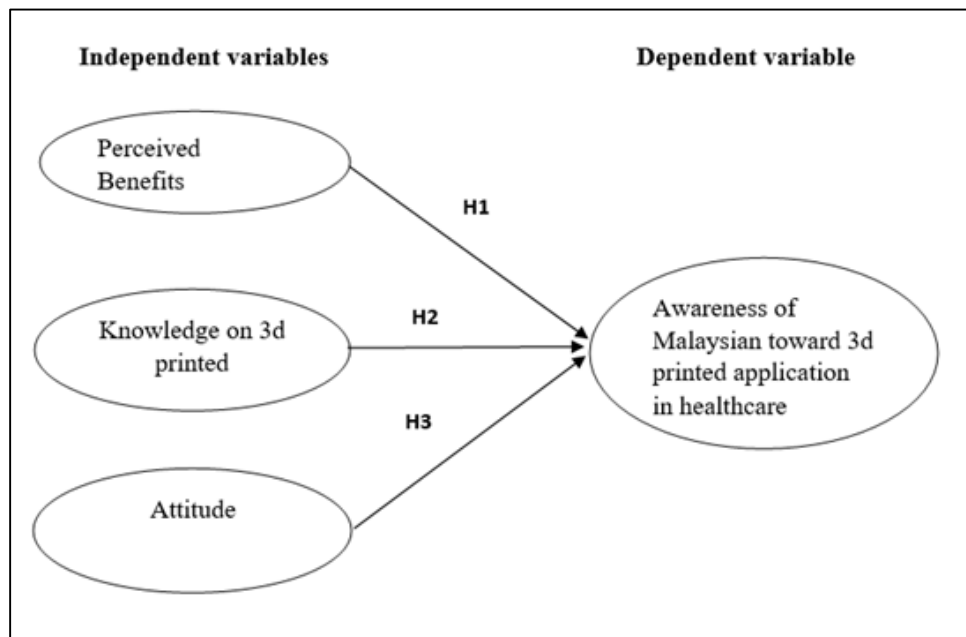 Independent variables
Dependent variable
Perceived
Benefits
H1
Knowledge on 3d
printed
H2
Awareness of
Malaysian toward 3d
printed application
in healthcare
H3
Attitude